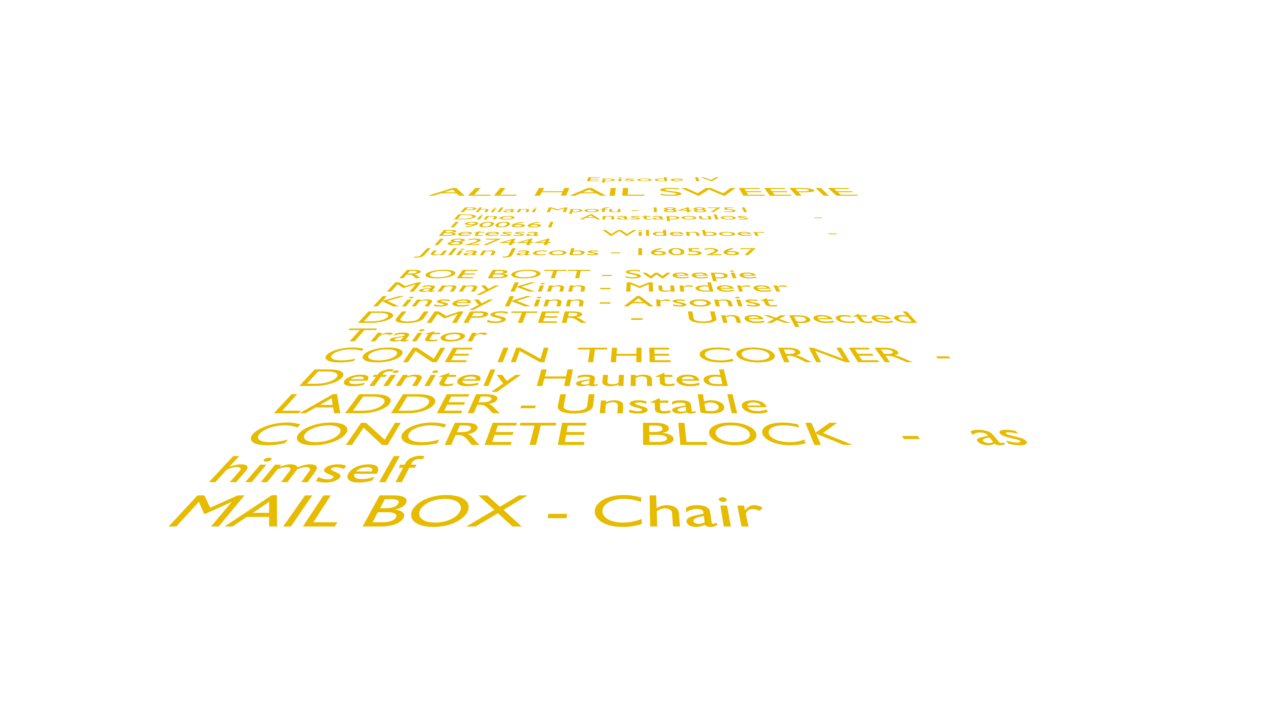 Episode IV
ALL HAIL SWEEPIE
Philani Mpofu - 1848751
Dino Anastapoulos -
1900661
Betessa Wildenboer -
1827444
Julian Jacobs - 1605267
ROE BOTT - Sweepie
Manny Kinn - Murderer
Kinsey Kinn - Arsonist
DUMPSTER - Unexpected
Traitor
CONE IN THE CORNER -
Definitely Haunted
LADDER - Unstable
CONCRETE BLOCK - as
himself
MAIL BOX - Chair